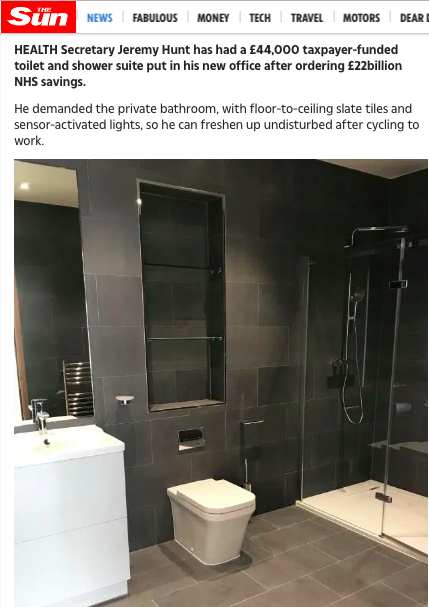 THE
Sun
NEWS FABULOUS MONEY TECH TRAVEL MOTORS DEAR D
HEALTH Secretary Jeremy Hunt has had a £44,000 taxpayer-funded
toilet and shower suite put in his new office after ordering £22billion
NHS savings.
He demanded the private bathroom, with floor-to-ceiling slate tiles and
sensor-activated lights, so he can freshen up undisturbed after cycling to
work.